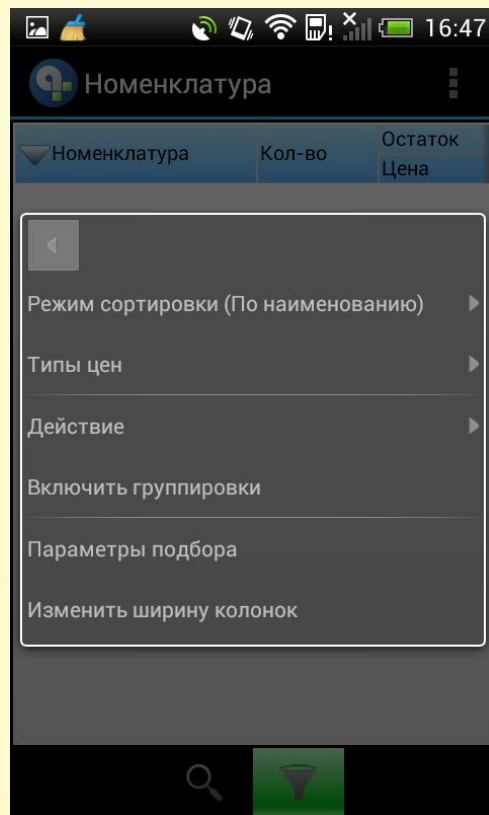 16:47
Номенклатура
Номенклатура
Кол-во
Остаток
Цена
Режим сортировки (По наименованию)
Типы цен
Действие
Включить группировки
Параметры подбора
Изменить ширину колонок